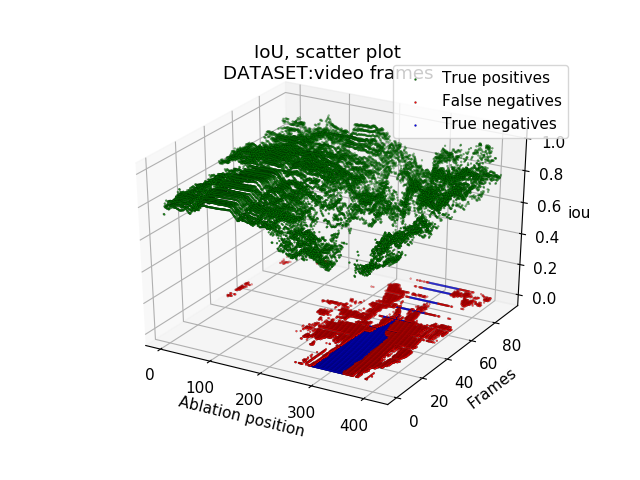 IoU, scatter plot
DATASET:video frames
True positives
False negatives
True negatives
1.0
0.8
0.6
iou
0.4
0.2
0.0
0
100
200
300
400
Ablation position
0
20
40
60
80
Frames